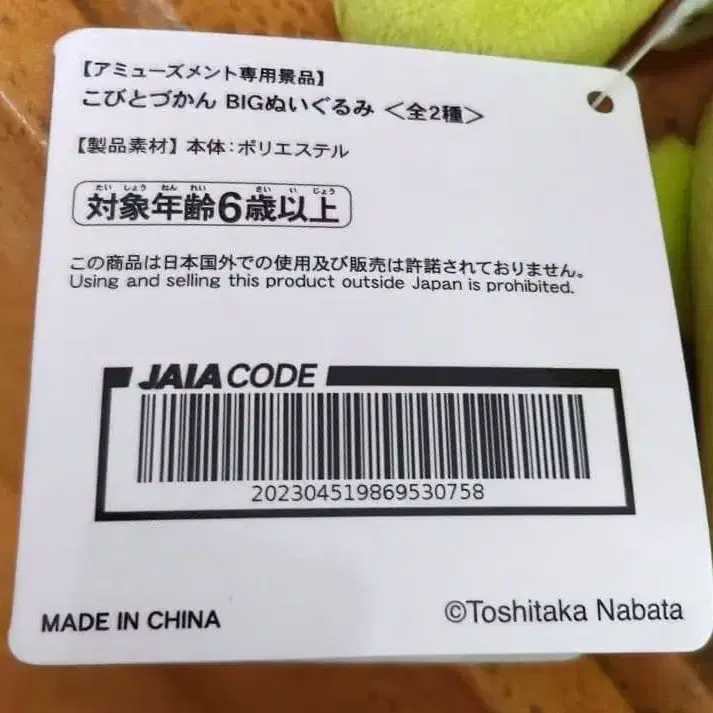 【アミューズメント専用景品】
こびとづかん BIGぬいぐるみ ＜全2種＞
【製品素材】本体：ポリエステル
たい しょう ねん れい さい い じょう
対象年齢6歳以上
この商品は日本国外での使用及び販売は許諾されておりません。
Using and selling this product outside Japan is prohibited.
JAIA CODE
202304519869530758
MADE IN CHINA
©Toshitaka Nabata